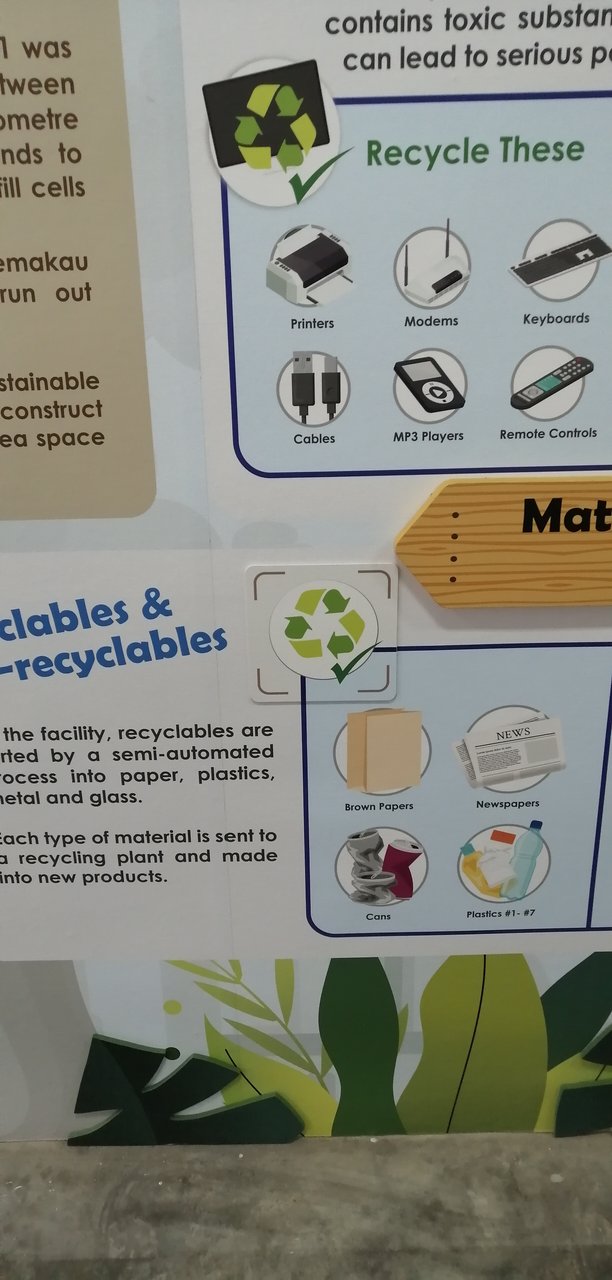 1 was
tween
ometre
nds to
fill cells
emakau
run out
stainable
construct
ea space
contains toxic substan
can lead to serious po
Recycle These
Printers
Modems
Keyboards
Cables
MP3 Players
Remote Controls
Mat
clables &
-recyclables
the facility, recyclables are
rted by a semi-automated
rocess into paper, plastics,
metal and glass.
Each type of material is sent to
a recycling plant and made
into new products.
NEWS
Brown Papers
Newspapers
Cans
Plastics #1- #7